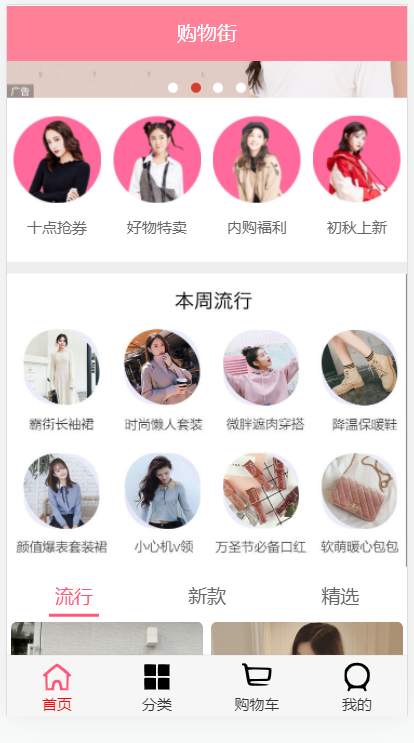 购物街
广告
十点抢券 好物特卖 内购福利 初秋上新
本周流行
霸街长袖裙 时尚懒人套装 微胖遮肉穿搭 降温保暖鞋
颜值爆表套装裙 小心机v领 万圣节必备口红 软萌暖心包包
流行 新款 精选
首页 分类 购物车 我的